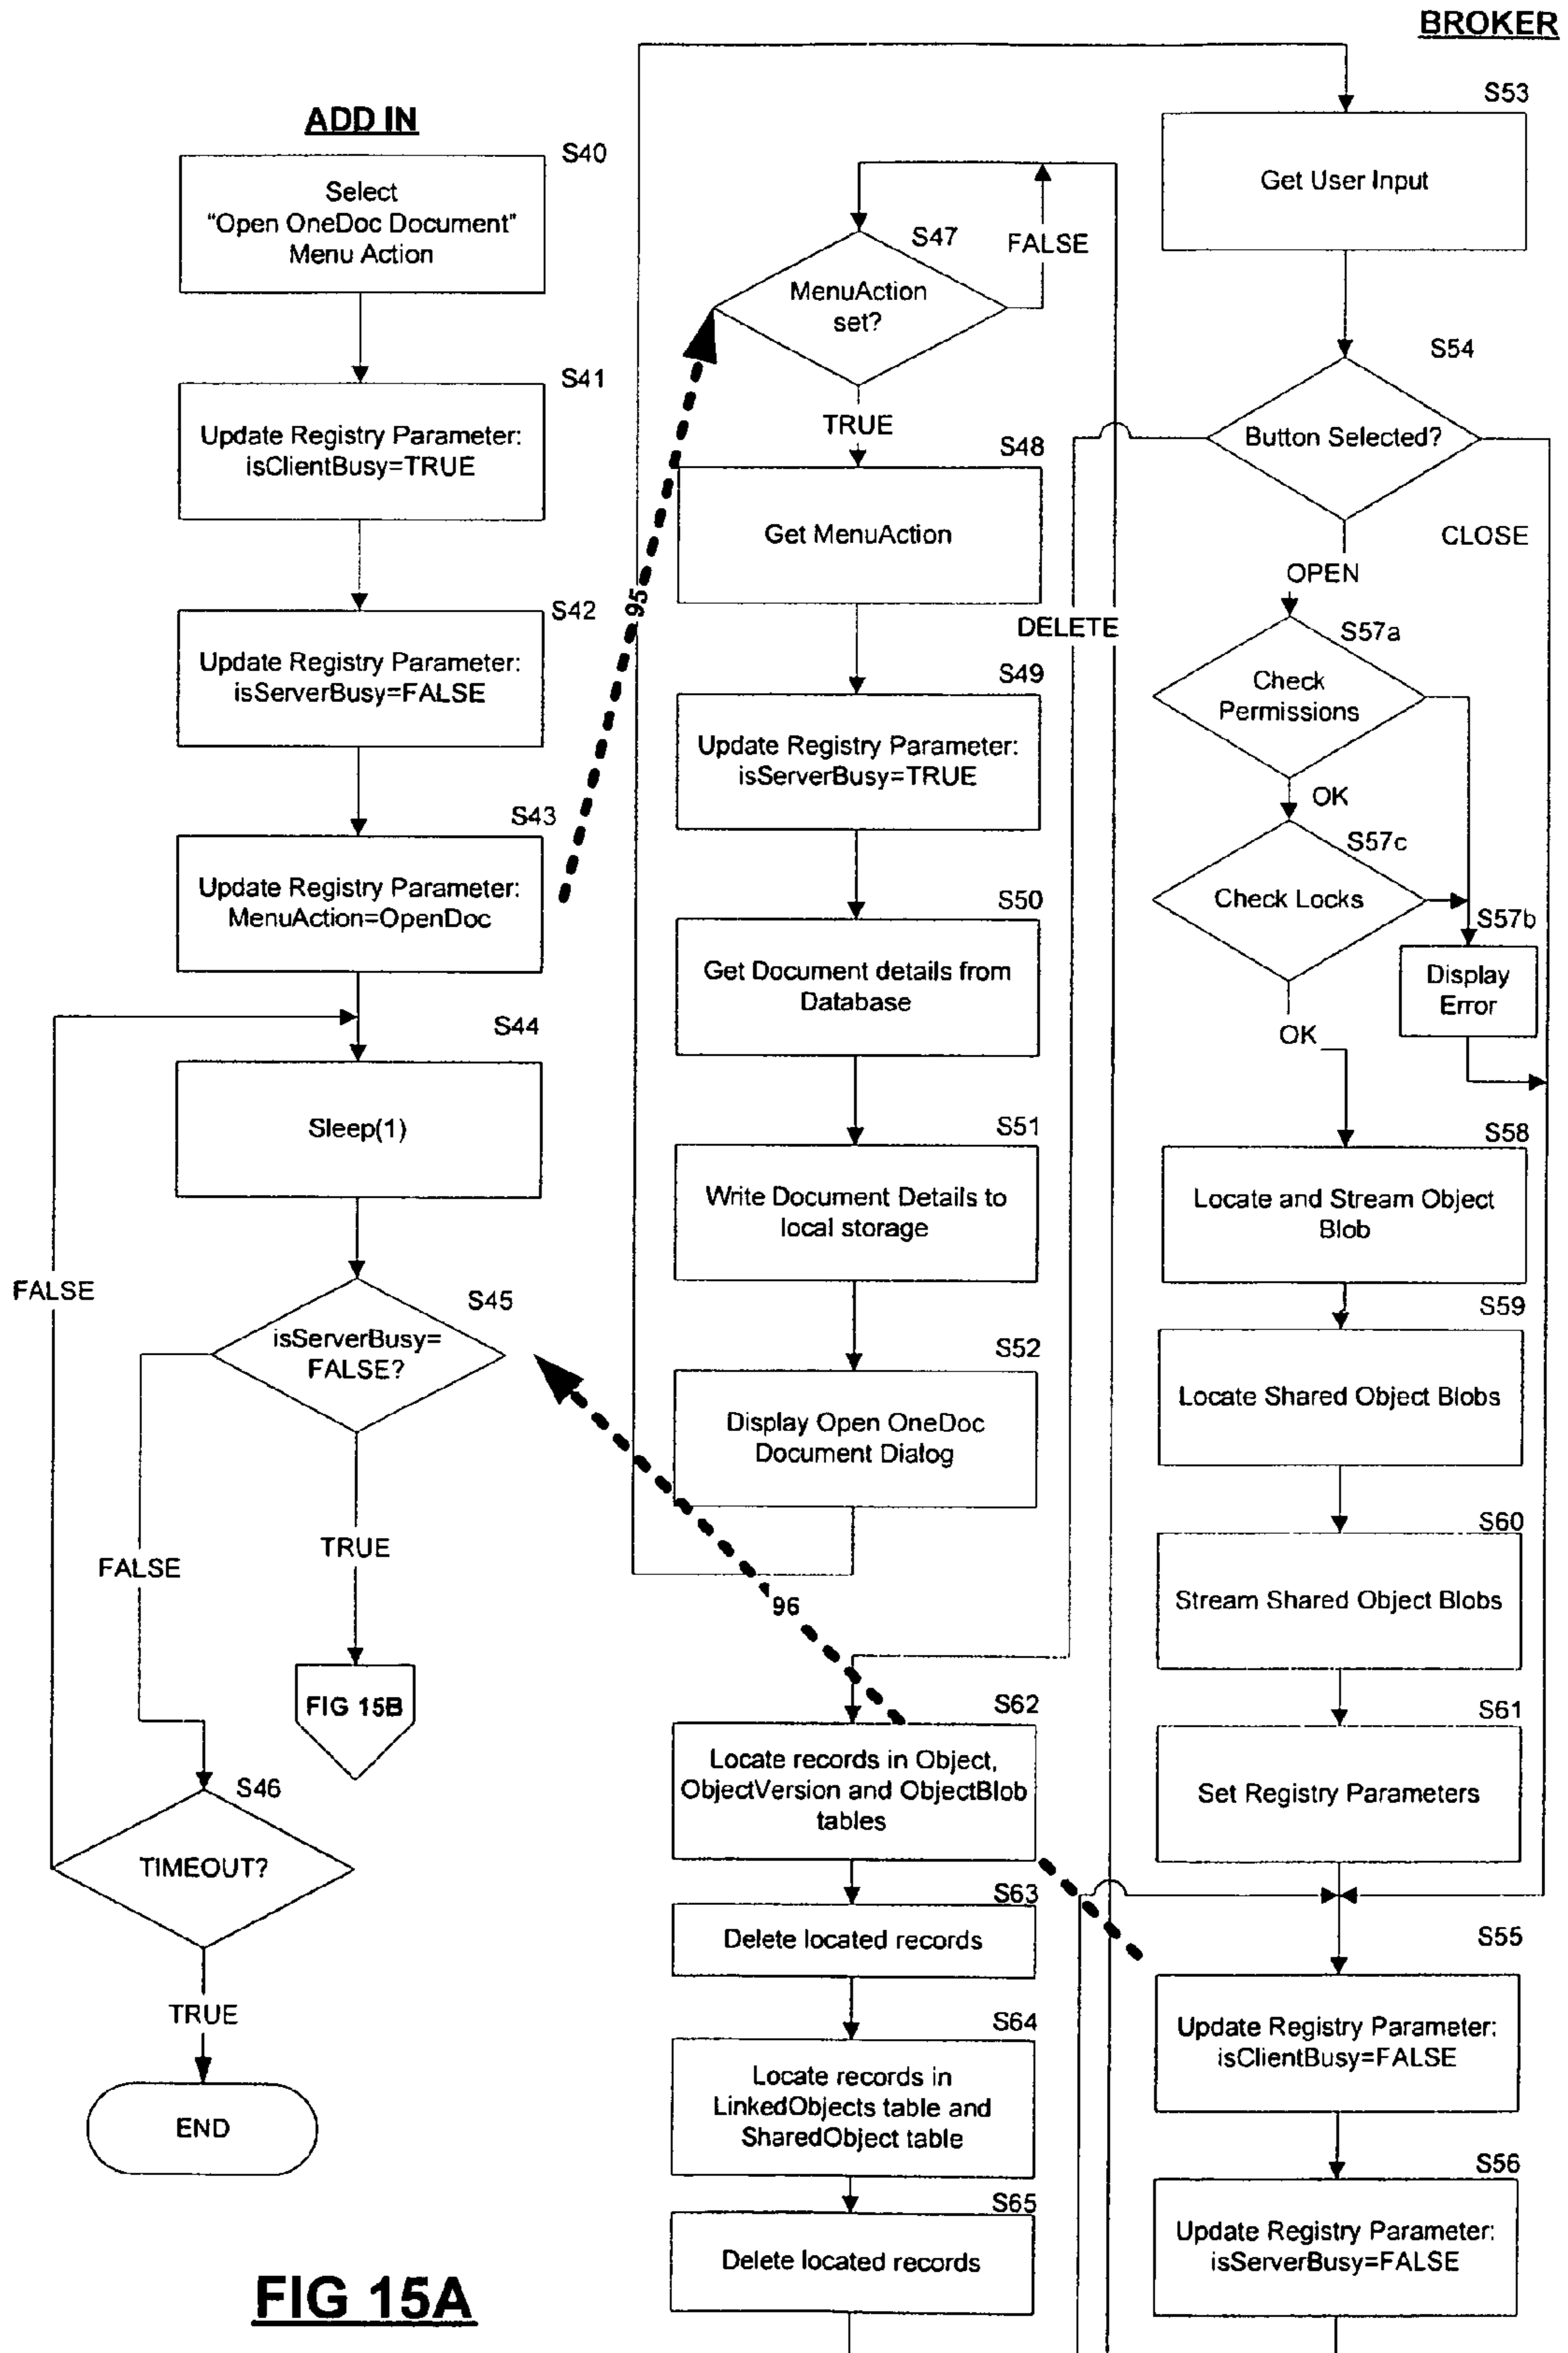 BROKER
ADD IN
S40
Select
"Open OneDoc Document"
Menu Action
S41
Update Registry Parameter:
isClientBusy=TRUE
S42
Update Registry Parameter:
isServerBusy=FALSE
S43
Update Registry Parameter:
MenuAction=OpenDoc
S44
Sleep(1)
S45
isServerBusy=
FALSE?
FALSE
FALSE
TRUE
FIG 15B
S46
TIMEOUT?
TRUE
END
95
96
S47
MenuAction
set?
FALSE
TRUE
S48
Get MenuAction
S49
Update Registry Parameter:
isServerBusy=TRUE
S50
Get Document details from
Database
S51
Write Document Details to
local storage
S52
Display Open OneDoc
Document Dialog
S53
Get User Input
S54
Button Selected?
DELETE
OPEN
CLOSE
S57a
Check
Permissions
OK
S57c
Check Locks
S57b
Display
Error
OK
S58
Locate and Stream Object
Blob
S59
Locate Shared Object Blobs
S60
Stream Shared Object Blobs
S61
Set Registry Parameters
S55
Update Registry Parameter:
isClientBusy=FALSE
S56
Update Registry Parameter:
isServerBusy=FALSE
S62
Locate records in Object,
ObjectVersion and ObjectBlob
tables
S63
Delete located records
S64
Locate records in
LinkedObjects table and
SharedObject table
S65
Delete located records
FIG 15A